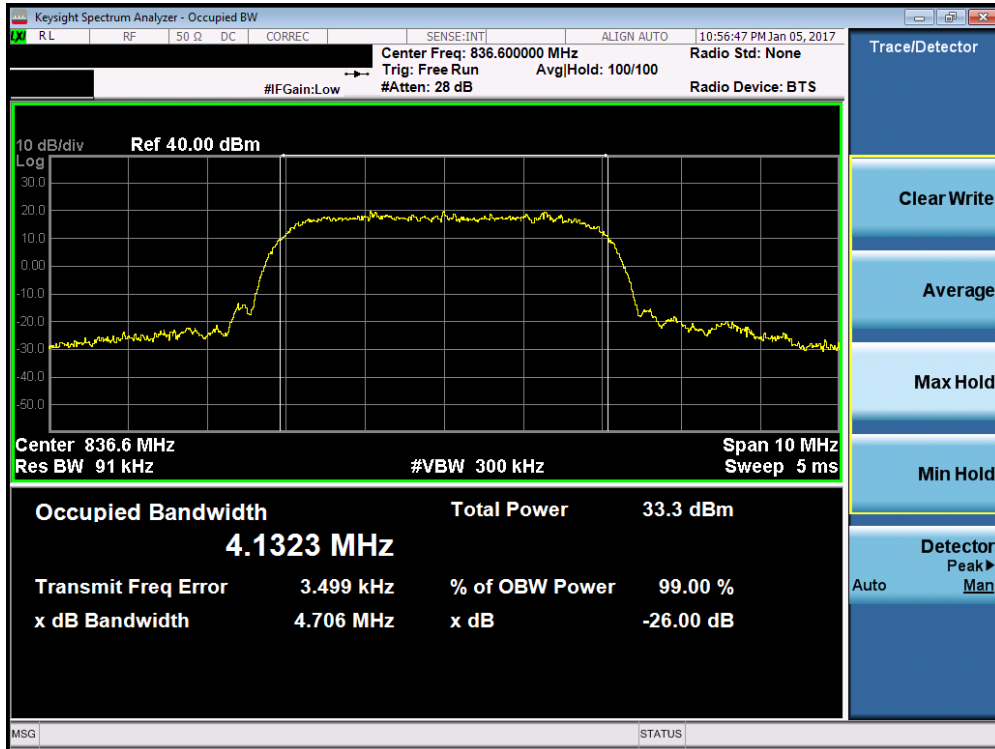 Keysight Spectrum Analyzer - Occupied BW
LXI RL RF 50 Ω DC CORREC SENSE:INT ALIGN AUTO 10:56:47 PM Jan 05, 2017
Center Freq: 836.600000 MHz Radio Std: None
Trig: Free Run Avg|Hold: 100/100
#IFGain:Low #Atten: 28 dB Radio Device: BTS
10 dB/div Ref 40.00 dBm
Log
30.0
20.0
10.0
0.00
-10.0
-20.0
-30.0
-40.0
-50.0
Center 836.6 MHz Span 10 MHz
Res BW 91 kHz #VBW 300 kHz Sweep 5 ms
Occupied Bandwidth Total Power 33.3 dBm
4.1323 MHz
Transmit Freq Error 3.499 kHz % of OBW Power 99.00 %
x dB Bandwidth 4.706 MHz x dB -26.00 dB
MSG STATUS
Trace/Detector
Clear Write
Average
Max Hold
Min Hold
Detector
Peak▶
Auto Man